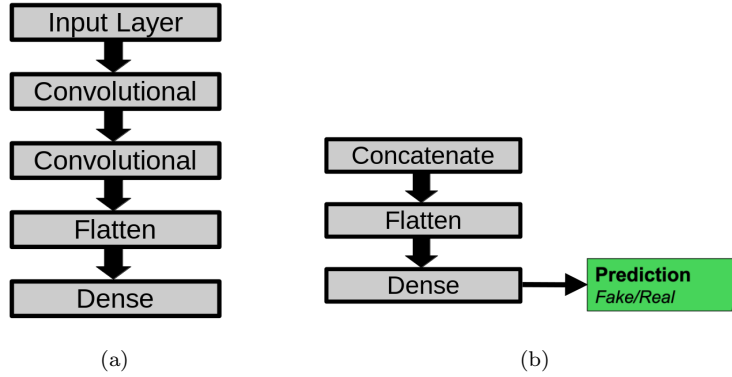 Input Layer
Convolutional
Convolutional
Flatten
Dense
(a)
Concatenate
Flatten
Dense
Prediction
Fake/Real
(b)